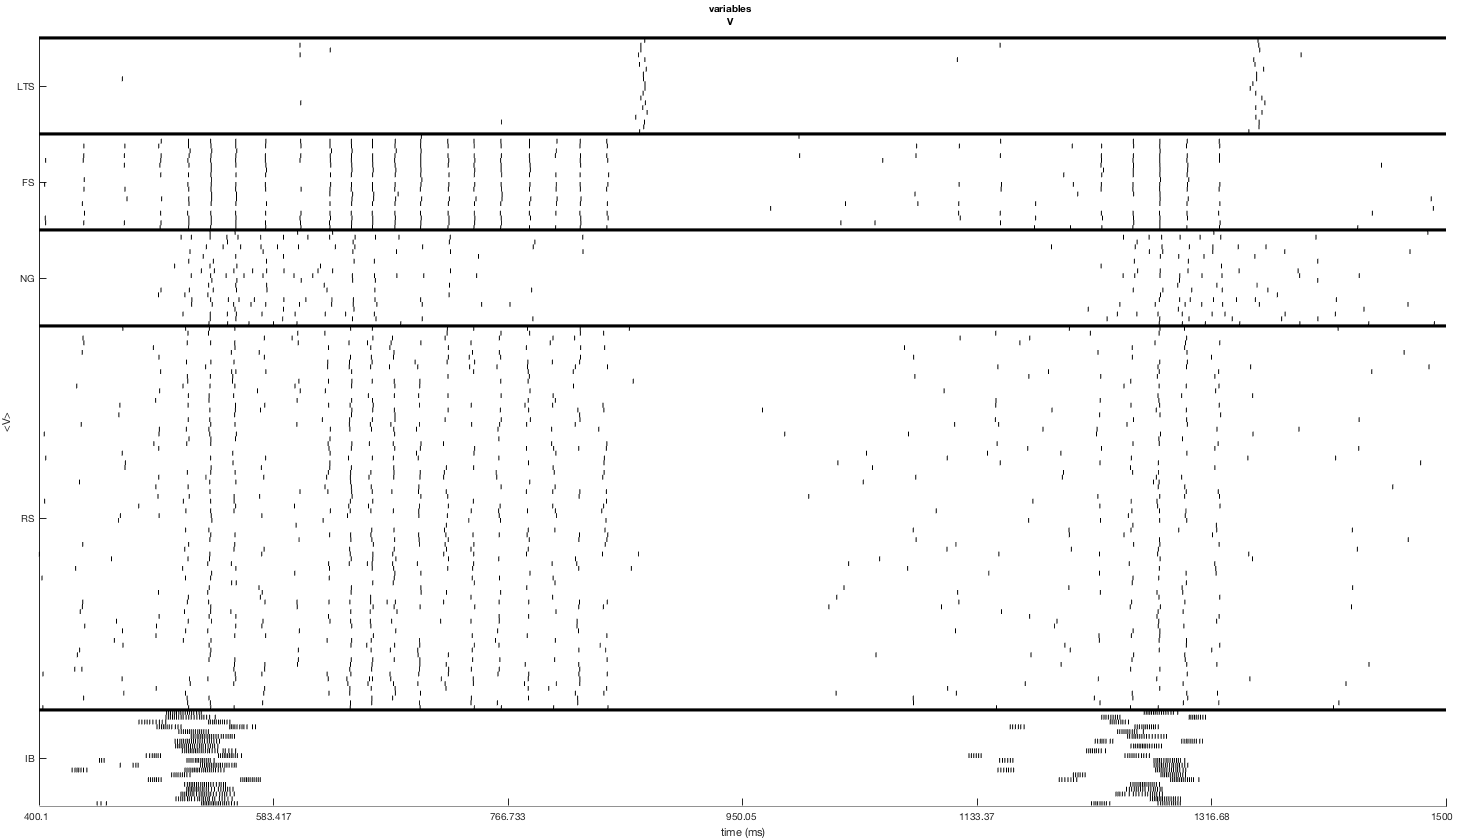 variables
V
LTS
FS
NG
<V>
RS
IB
400.1 583.417 766.733 950.05 1133.37 1316.68 1500
time (ms)